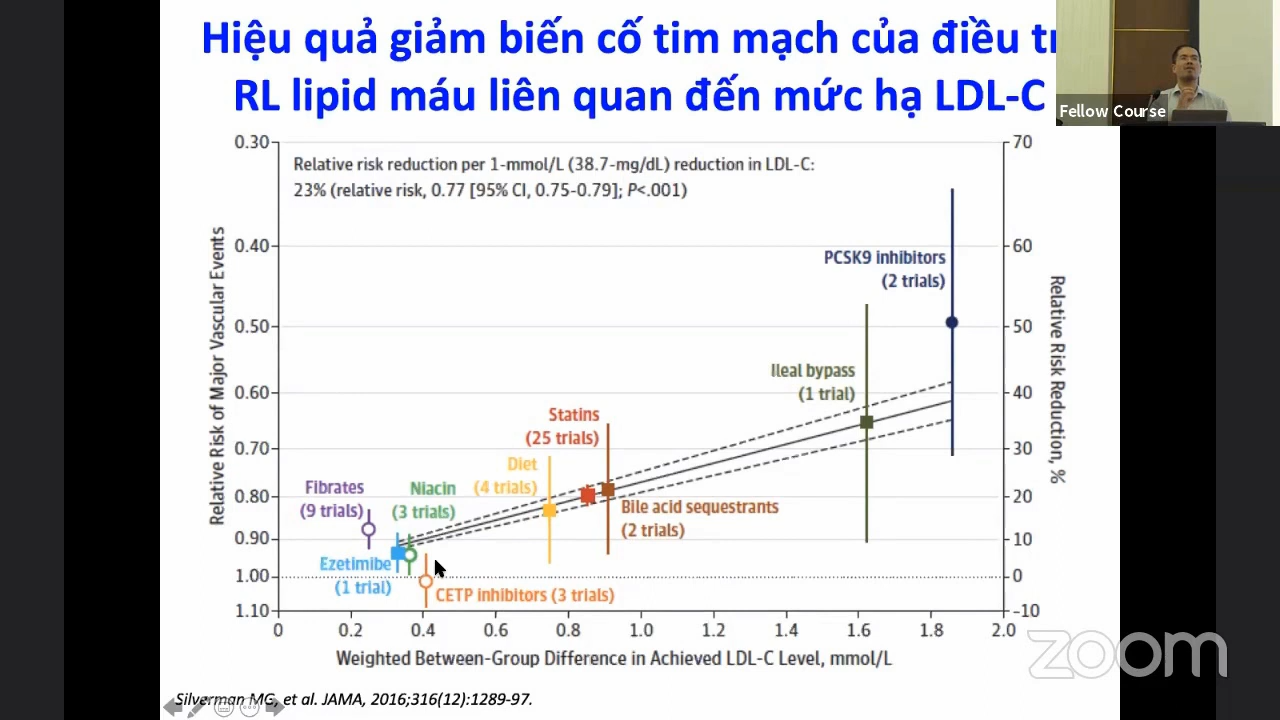 Hiệu quả giảm biến cố tim mạch của điều tr
RL lipid máu liên quan đến mức hạ LDL-C
Fellow Course
Relative risk reduction per 1-mmol/L (38.7-mg/dL) reduction in LDL-C:
23% (relative risk, 0.77 [95% CI, 0.75-0.79]; P<.001)
Relative Risk of Major Vascular Events
0.30
0.40
0.50
0.60
0.70
0.80
0.90
1.00
1.10
PCSK9 inhibitors
(2 trials)
Ileal bypass
(1 trial)
Statins
(25 trials)
Diet
(4 trials)
Bile acid sequestrants
(2 trials)
Fibrates
(9 trials)
Niacin
(3 trials)
Ezetimibe
(1 trial)
CETP inhibitors (3 trials)
70
60
50
40
30
20
10
0
-10
Relative Risk Reduction, %
0 0.2 0.4 0.6 0.8 1.0 1.2 1.4 1.6 1.8 2.0
Weighted Between-Group Difference in Achieved LDL-C Level, mmol/L
Silverman MG, et al. JAMA, 2016;316(12):1289-97.
zoom